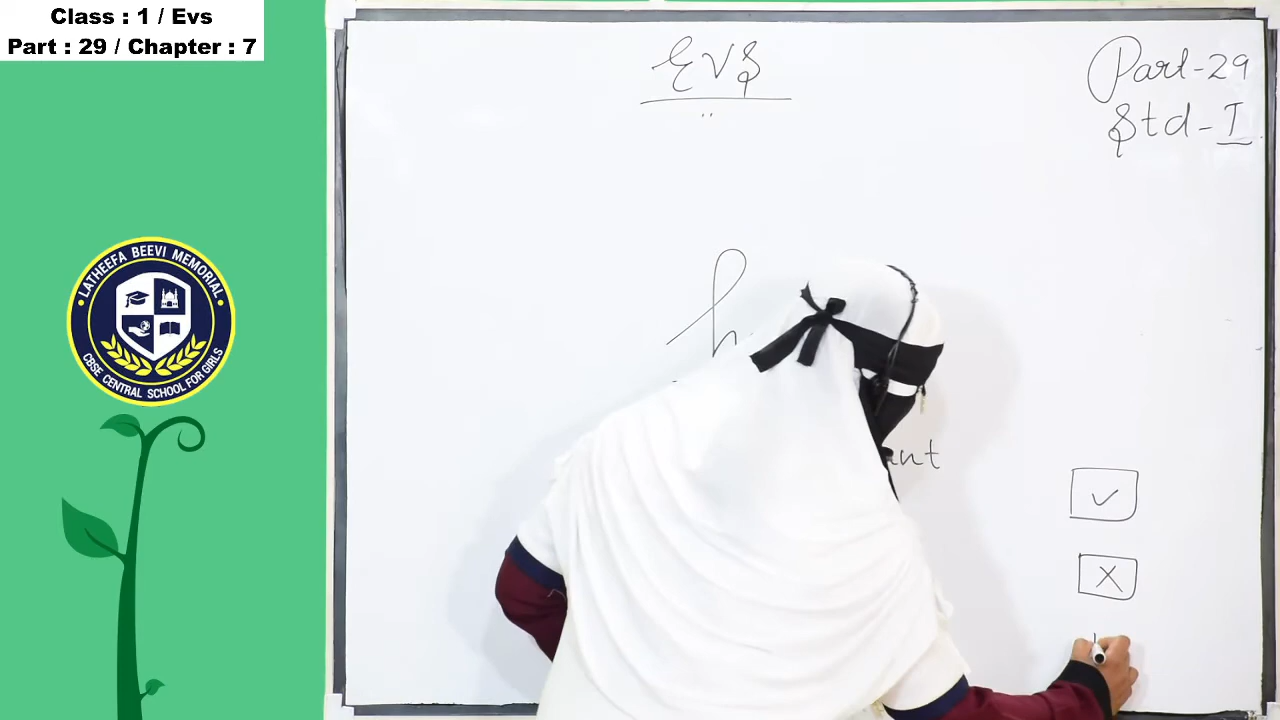 Class : 1 / Evs
Part : 29 / Chapter : 7
EVS
Part-29
Std-I
LATHEEFA BEEVI MEMORIAL
CBSE CENTRAL SCHOOL FOR GIRLS